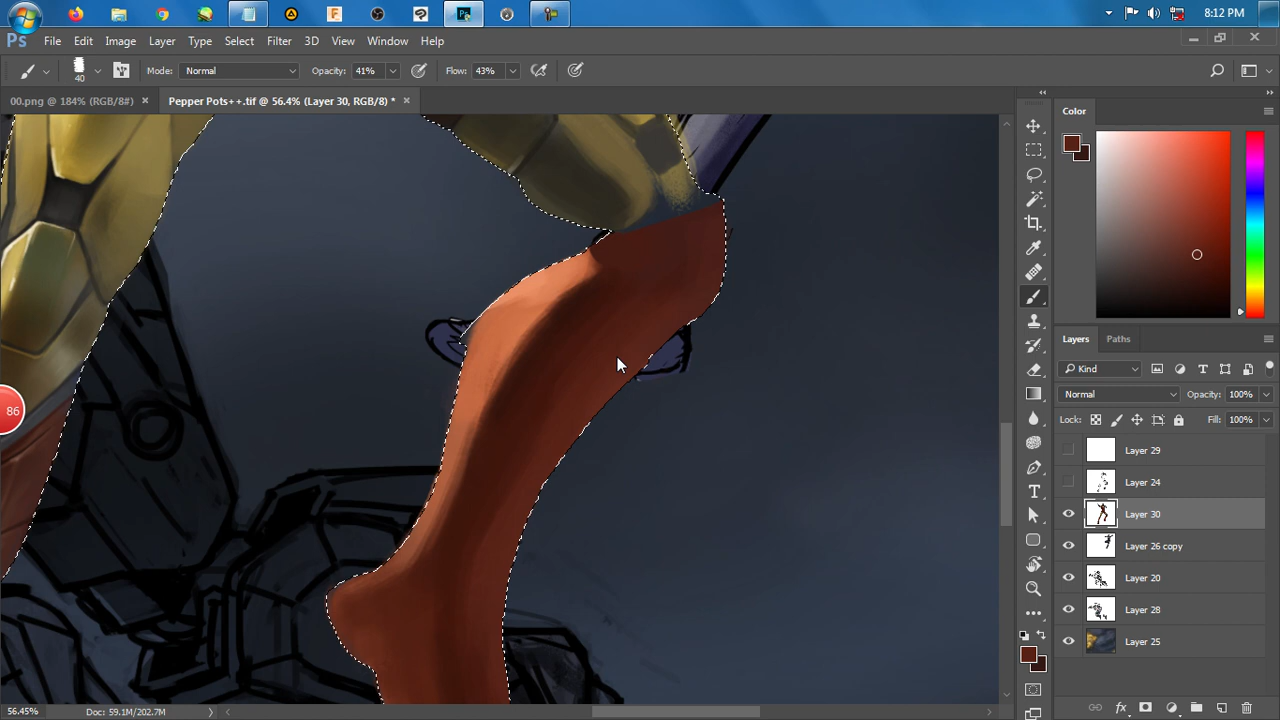 8:12 PM
Ps File Edit Image Layer Type Select Filter 3D View Window Help
40 Mode: Normal Opacity: 41% Flow: 43%
00.png @ 184% (RGB/8#) × Pepper Pots++.tif @ 56.4% (Layer 30, RGB/8) * ×
Color
86
Layers Paths
Kind
Normal Opacity: 100%
Lock: Fill: 100%
Layer 29
Layer 24
Layer 30
Layer 26 copy
Layer 20
Layer 28
Layer 25
56.45% Doc: 59.1M/202.7M